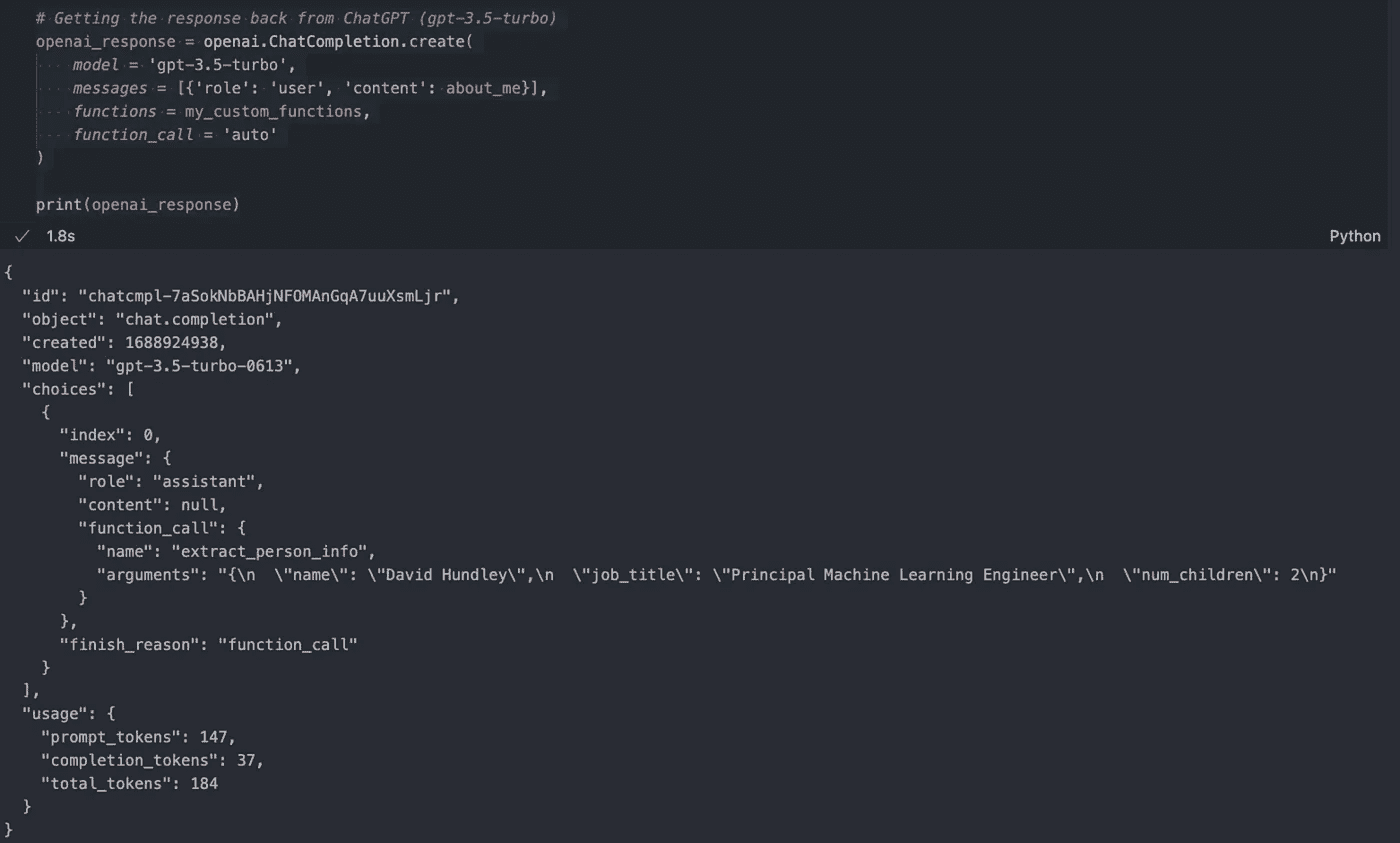 # Getting the response back from ChatGPT (gpt-3.5-turbo)
openai_response = openai.ChatCompletion.create(
    model = 'gpt-3.5-turbo',
    messages = [{'role': 'user', 'content': about_me}],
    functions = my_custom_functions,
    function_call = 'auto'
)
print(openai_response)
1.8s Python
{
  "id": "chatcmpl-7aSokNbBAHjNFOMAnGqA7uuXsmLjr",
  "object": "chat.completion",
  "created": 1688924938,
  "model": "gpt-3.5-turbo-0613",
  "choices": [
    {
      "index": 0,
      "message": {
        "role": "assistant",
        "content": null,
        "function_call": {
          "name": "extract_person_info",
          "arguments": "{\n  \"name\": \"David Hundley\",\n  \"job_title\": \"Principal Machine Learning Engineer\",\n  \"num_children\": 2\n}"
        }
      },
      "finish_reason": "function_call"
    }
  ],
  "usage": {
    "prompt_tokens": 147,
    "completion_tokens": 37,
    "total_tokens": 184
  }
}